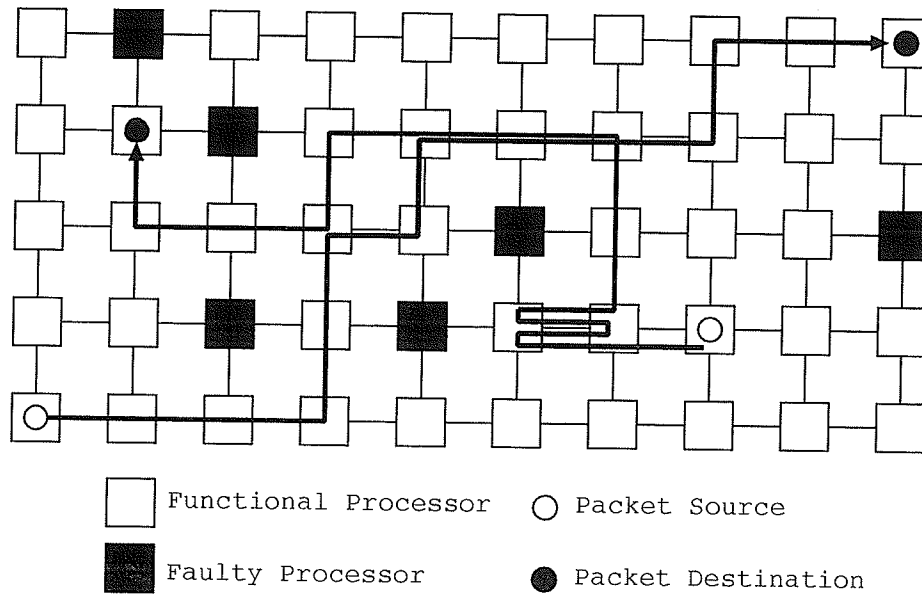 Functional Processor
Packet Source
Faulty Processor
Packet Destination